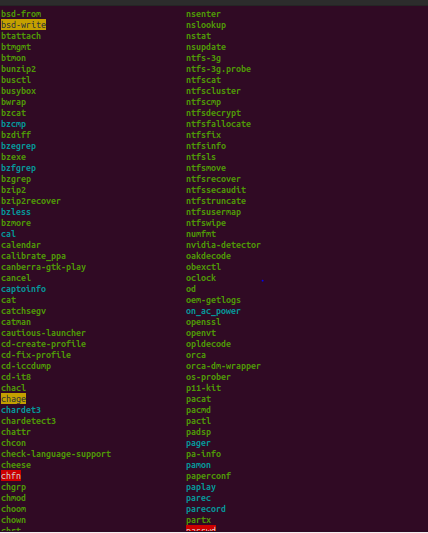 bsd-from nsenter
bsd-write nslookup
btattach nstat
btmgmt nsupdate
btmon ntfs-3g
bunzip2 ntfs-3g.probe
busctl ntfscat
busybox ntfscluster
bwrap ntfscmp
bzcat ntfsdecrypt
bzcmp ntfsfallocate
bzdiff ntfsfix
bzegrep ntfsinfo
bzexe ntfsls
bzfgrep ntfsmove
bzgrep ntfsrecover
bzip2 ntfssecaudit
bzip2recover ntfstruncate
bzless ntfsusermap
bzmore ntfswipe
cal numfmt
calendar nvidia-detector
calibrate_ppa oakdecode
canberra-gtk-play obexctl
cancel oclock
captoinfo od
cat oem-getlogs
catchsegv on_ac_power
catman openssl
cautious-launcher openvt
cd-create-profile opldecode
cd-fix-profile orca
cd-iccdump orca-dm-wrapper
cd-it8 os-prober
chacl p11-kit
chage pacat
chardet3 pacmd
chardetect3 pactl
chattr padsp
chcon pager
check-language-support pa-info
cheese pamon
chfn paperconf
chgrp paplay
chmod parec
choom parecord
chown partx
chrt passwd